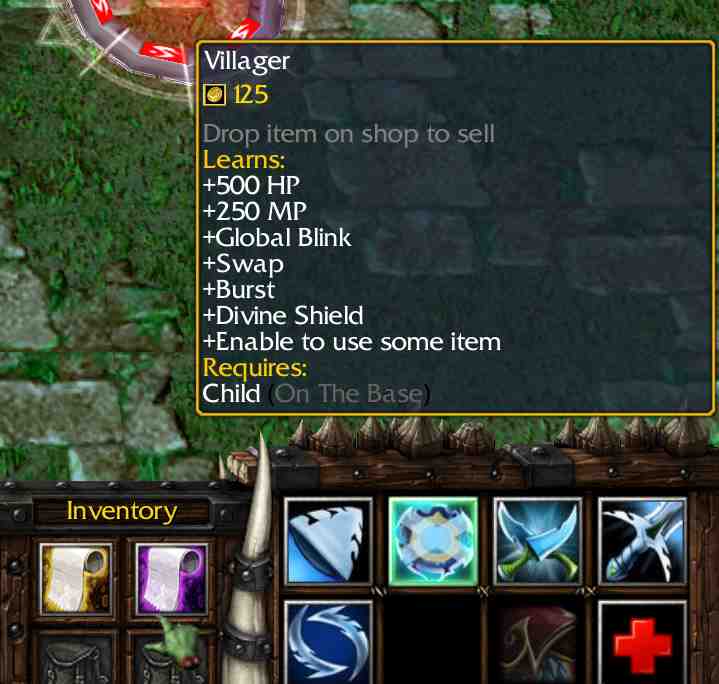 Villager
125
Drop item on shop to sell
Learns:
+500 HP
+250 MP
+Global Blink
+Swap
+Burst
+Divine Shield
+Enable to use some item
Requires:
Child (On The Base)
Inventory